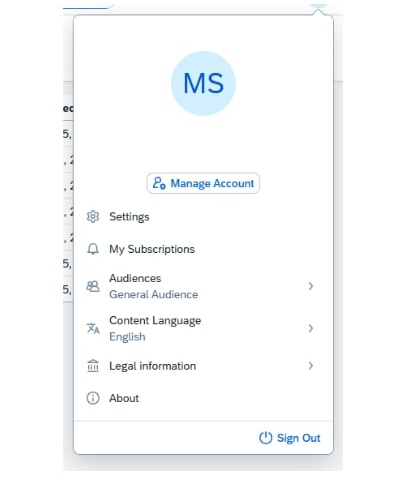 MS
Manage Account
Settings
My Subscriptions
Audiences
General Audience
Content Language
English
Legal information
About
Sign Out